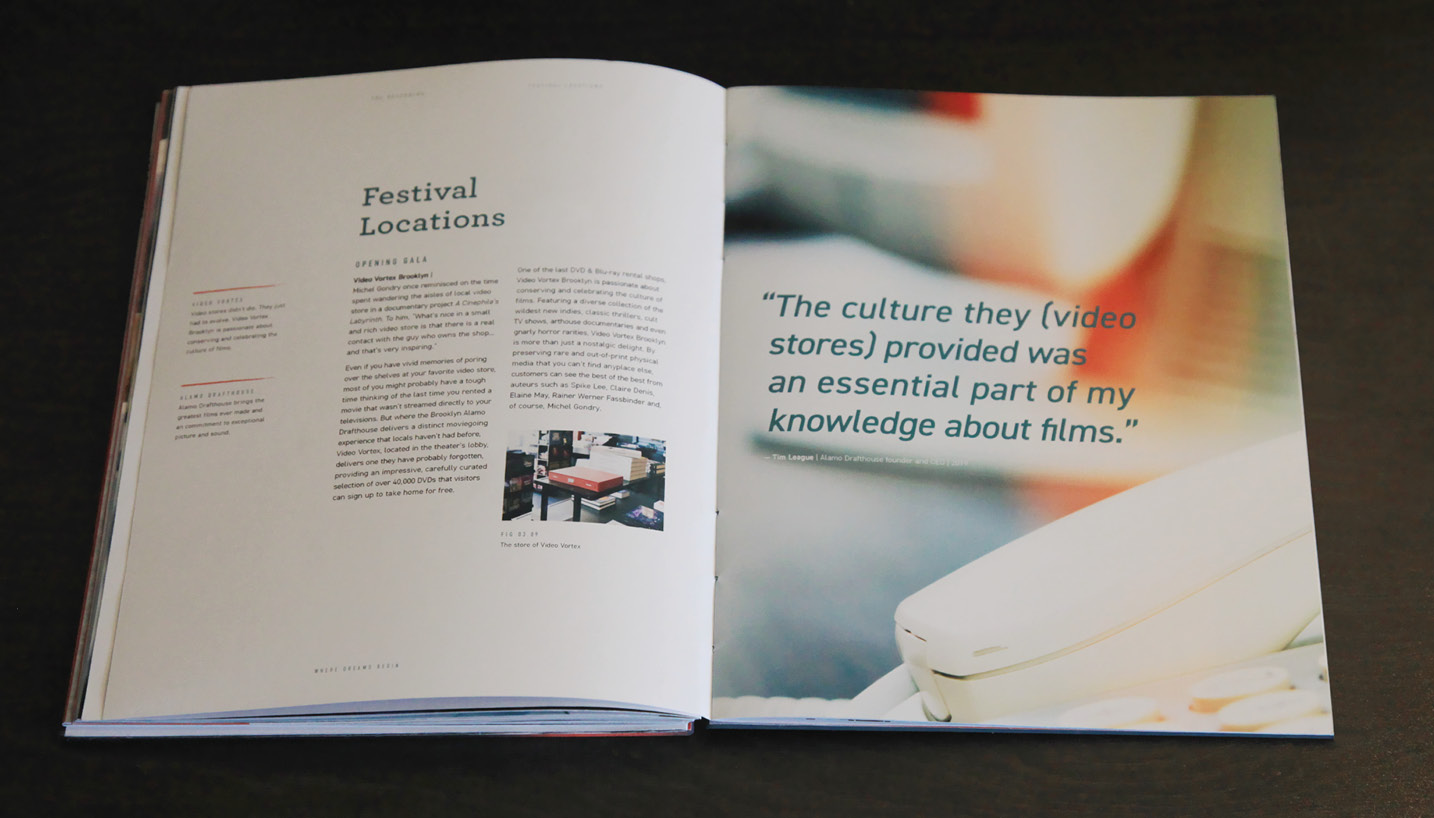 THE BEGINNING
FESTIVAL LOCATIONS
Festival
Locations
OPENING GALA
Video Vortex Brooklyn |
Michel Gondry once reminisced on the time
spent wandering the aisles of local video
store in a documentary project A Cinephile's
Labyrinth. To him, "What's nice in a small
and rich video store is that there is a real
contact with the guy who owns the shop...
and that's very inspiring."
Even if you have vivid memories of poring
over the shelves at your favorite video store,
most of you might probably have a tough
time thinking of the last time you rented a
movie that wasn't streamed directly to your
televisions. But where the Brooklyn Alamo
Drafthouse delivers a distinct moviegoing
experience that locals haven't had before,
Video Vortex, located in the theater's lobby,
delivers one they have probably forgotten,
providing an impressive, carefully curated
selection of over 40,000 DVDs that visitors
can sign up to take home for free.
One of the last DVD & Blu-ray rental shops,
Video Vortex Brooklyn is passionate about
conserving and celebrating the culture of
films. Featuring a diverse collection of the
wildest new indies, classic thrillers, cult
TV shows, arthouse documentaries and even
gnarly horror rarities, Video Vortex Brooklyn
is more than just a nostalgic delight. By
preserving rare and out-of-print physical
media that you can't find anyplace else,
customers can see the best of the best from
auteurs such as Spike Lee, Claire Denis,
Elaine May, Rainer Werner Fassbinder and,
of course, Michel Gondry.
FIG 02.09
The store of Video Vortex
VIDEO VORTEX
Video stores didn't die. They just
had to evolve. Video Vortex
Brooklyn is passionate about
conserving and celebrating the
culture of films.
ALAMO DRAFTHOUSE
Alamo Drafthouse brings the
greatest films ever made and
an commitment to exceptional
picture and sound.
WHERE DREAMS BEGIN
“The culture they (video
stores) provided was
an essential part of my
knowledge about films.”
— Tim League | Alamo Drafthouse founder and CEO